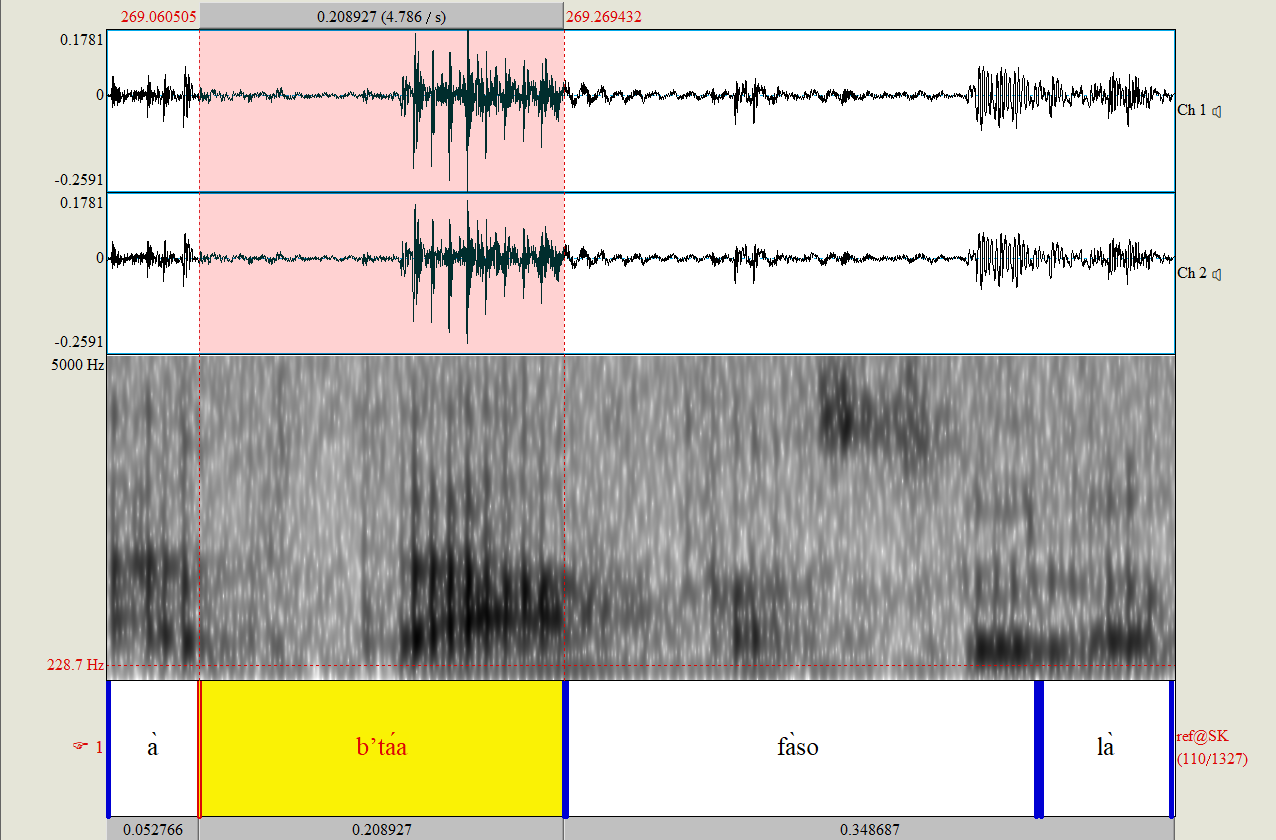 269.060505 0.208927 (4.786 / s) 269.269432
0.1781
0
Ch 1
-0.2591
0.1781
0
Ch 2
-0.2591
5000 Hz
228.7 Hz
☞ 1 à b’táa fàso là ref@SK
(110/1327)
0.052766 0.208927 0.348687